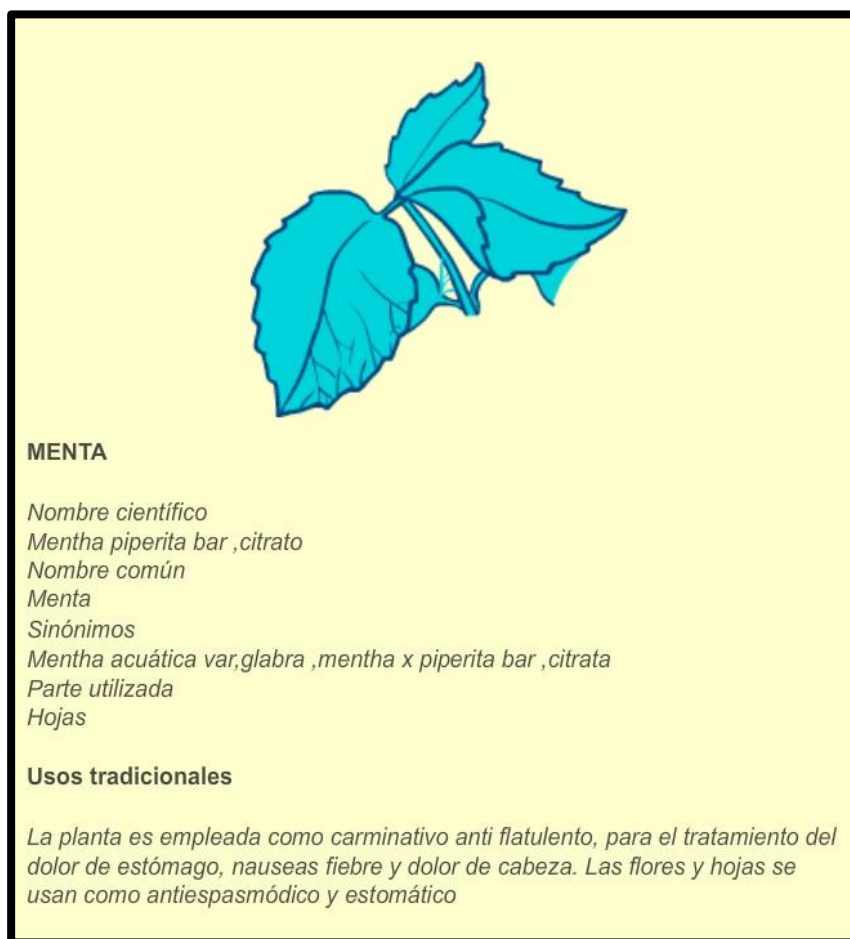 MENTA
Nombre científico
Mentha piperita bar ,citrato
Nombre común
Menta
Sinónimos
Mentha acuática var,glabra ,mentha x piperita bar ,citrata
Parte utilizada
Hojas
Usos tradicionales
La planta es empleada como carminativo anti flatulento, para el tratamiento del
dolor de estómago, nauseas fiebre y dolor de cabeza. Las flores y hojas se
usan como antiespasmódico y estomático